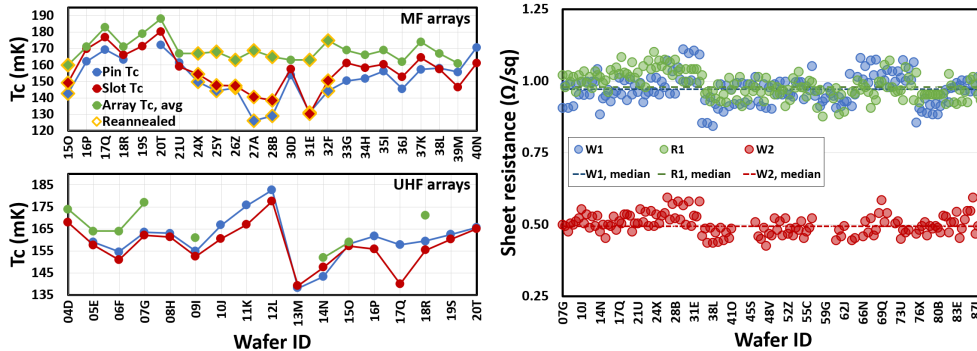 MF arrays
Tc (mK)
190
180
170
160
150
140
130
120
Pin Tc
Slot Tc
Array Tc, avg
Reannealed
15O
16P
17Q
18R
19S
20T
21U
24X
25Y
26Z
27A
28B
30D
31E
32F
33G
34H
35I
36J
37K
38L
39M
40N
UHF arrays
Tc (mK)
185
175
165
155
145
135
04D
05E
06F
07G
08H
09I
10J
11K
12L
13M
14N
15O
16P
17Q
18R
19S
20T
Wafer ID
Sheet resistance (Ω/sq)
1.25
1.00
0.75
0.50
0.25
W1
R1
W2
W1, median
R1, median
W2, median
07G
10J
14N
17Q
21U
25Y
28B
31E
38L
41O
45S
48V
52Z
55C
59G
62J
66N
69Q
73U
76X
80B
83E
87I
Wafer ID